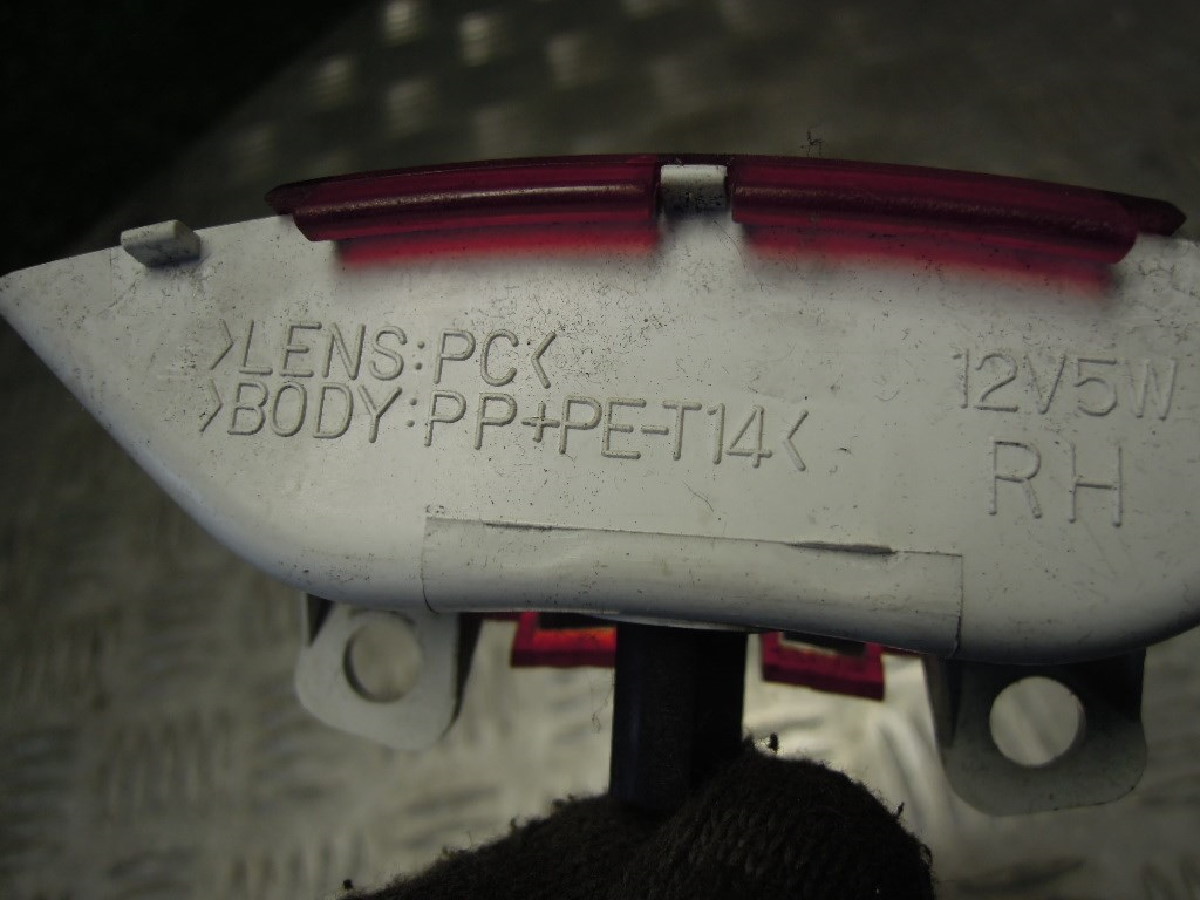 >LENS:PC<
>BODY:PP+PE-T14<
12V5W
RH